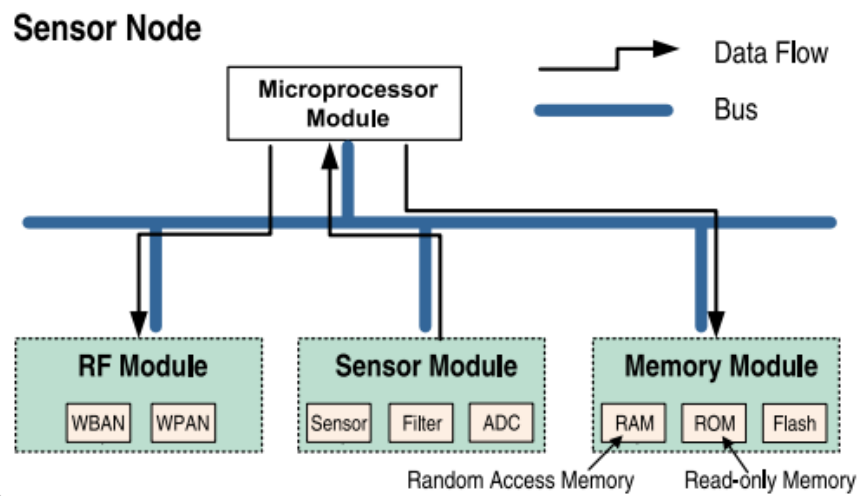 Sensor Node
Data Flow
Bus
Microprocessor
Module
RF Module
WBAN
WPAN
Sensor Module
Sensor
Filter
ADC
Memory Module
RAM
ROM
Flash
Random Access Memory
Read-only Memory